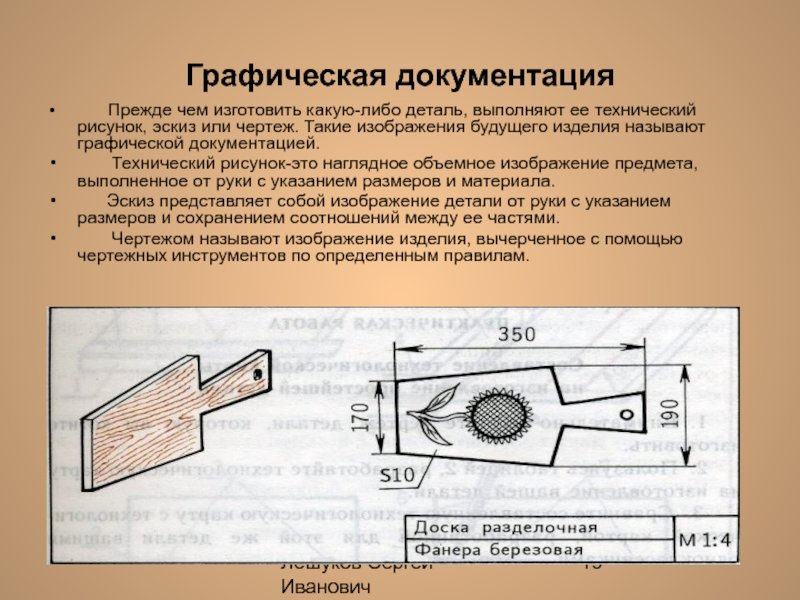 Графическая документация
• Прежде чем изготовить какую-либо деталь, выполняют ее технический
рисунок, эскиз или чертеж. Такие изображения будущего изделия называют
графической документацией.
• Технический рисунок-это наглядное объемное изображение предмета,
выполненное от руки с указанием размеров и материала.
• Эскиз представляет собой изображение детали от руки с указанием
размеров и сохранением соотношений между ее частями.
• Чертежом называют изображение изделия, вычерченное с помощью
чертежных инструментов по определенным правилам.
350
170
190
S10
Доска разделочная
Фанера березовая
М 1:4
Лешуков Сергей
Иванович